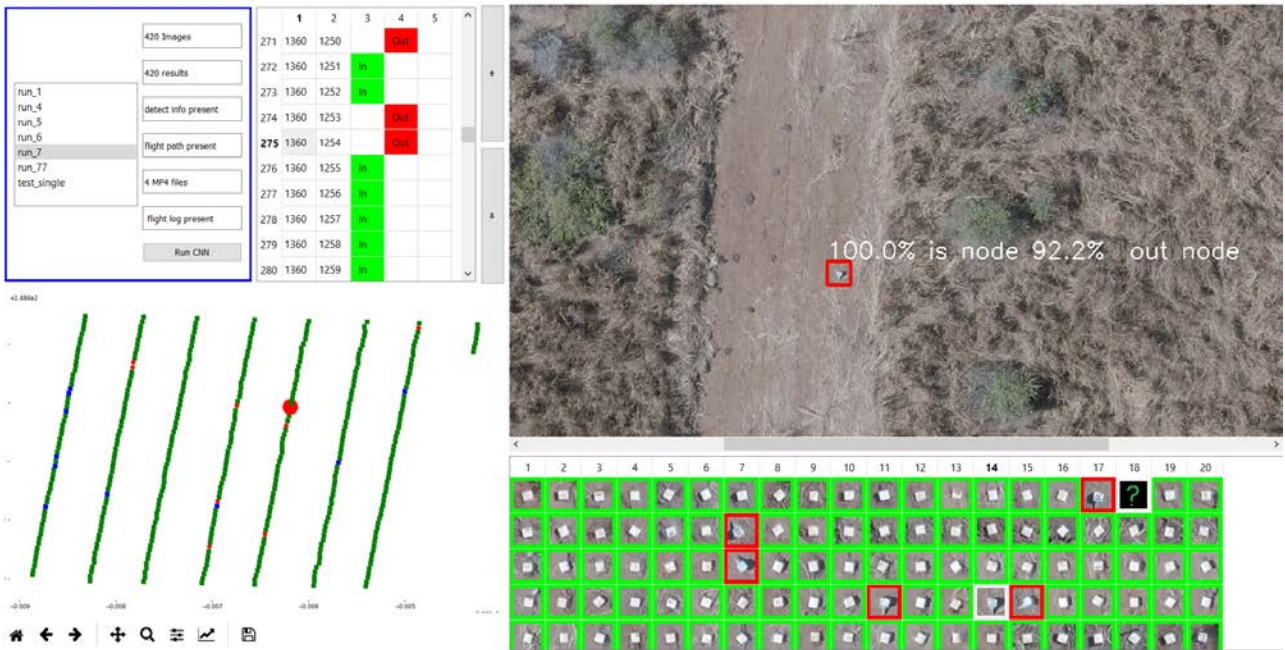 420 Images
420 results
detect info present
flight path present
4 MP4 files
flight log present
Run CNN
run_1
run_4
run_5
run_6
run_7
run_77
test_single
1 2 3 4 5
271 1360 1250 Out
272 1360 1251 In
273 1360 1252 In
274 1360 1253 Out
275 1360 1254 Out
276 1360 1255 In
277 1360 1256 In
278 1360 1257 In
279 1360 1258 In
280 1360 1259 In
100.0% is node 92.2% out node
−0.009 −0.008 −0.007 −0.006 −0.005
1 2 3 4 5 6 7 8 9 10 11 12 13 14 15 16 17 18 19 20
?